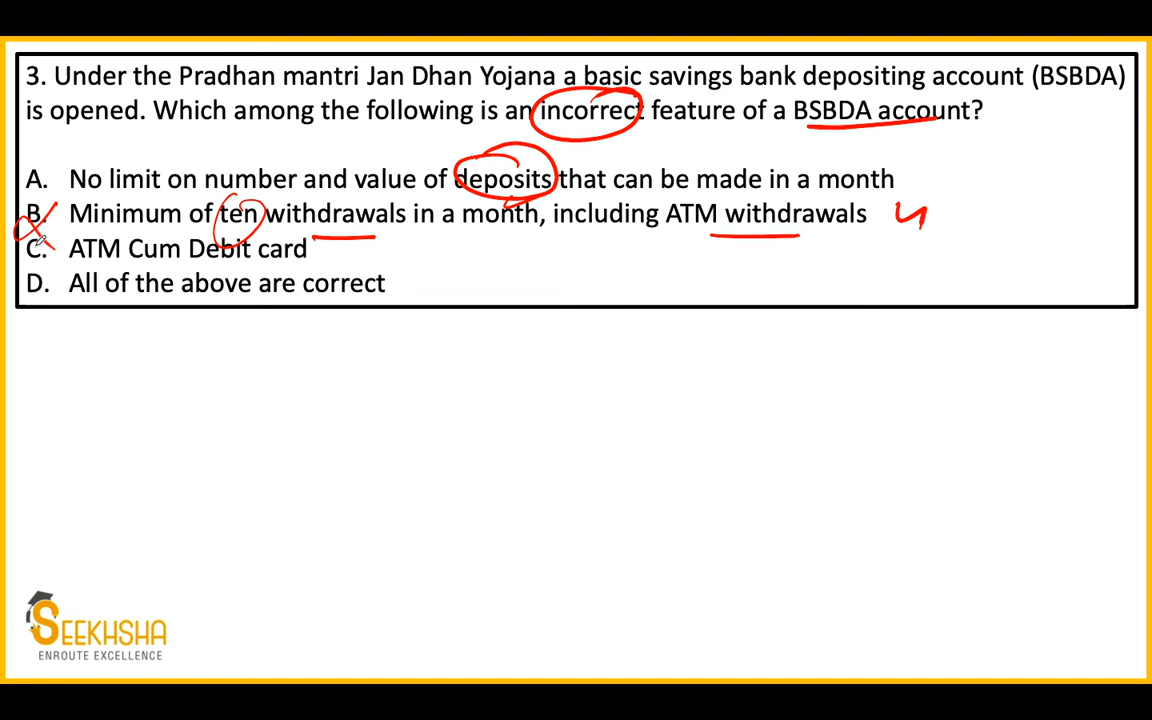 3. Under the Pradhan mantri Jan Dhan Yojana a basic savings bank depositing account (BSBDA)
is opened. Which among the following is an incorrect feature of a BSBDA account?
A. No limit on number and value of deposits that can be made in a month
B. Minimum of ten withdrawals in a month, including ATM withdrawals 4
C. ATM Cum Debit card
D. All of the above are correct
SEEKHSHA
ENROUTE EXCELLENCE